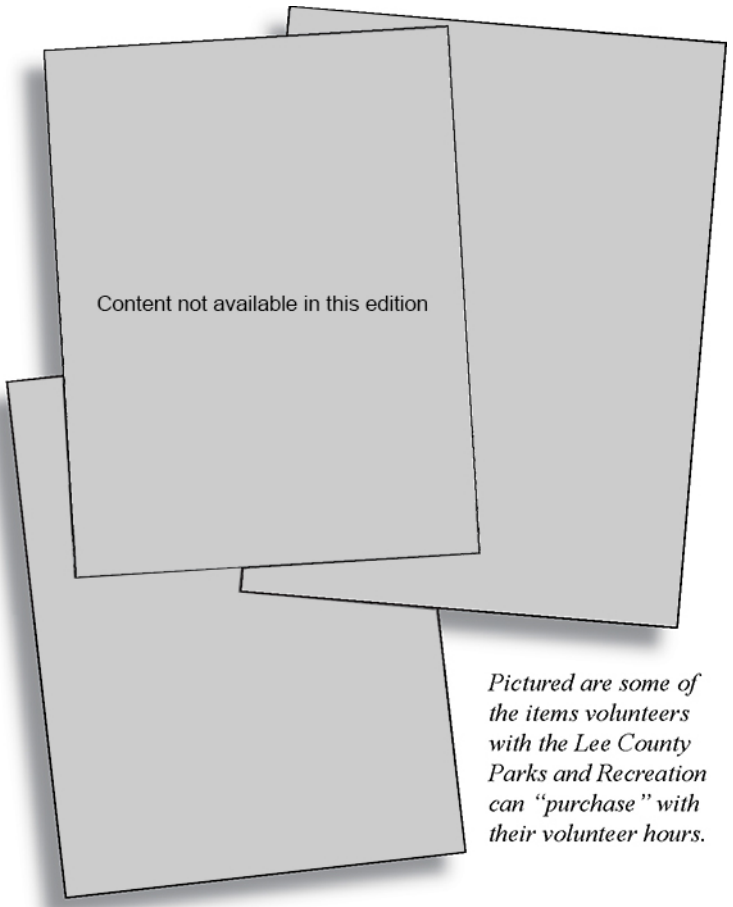 Content not available in this edition
Pictured are some of
the items volunteers
with the Lee County
Parks and Recreation
can “purchase” with
their volunteer hours.